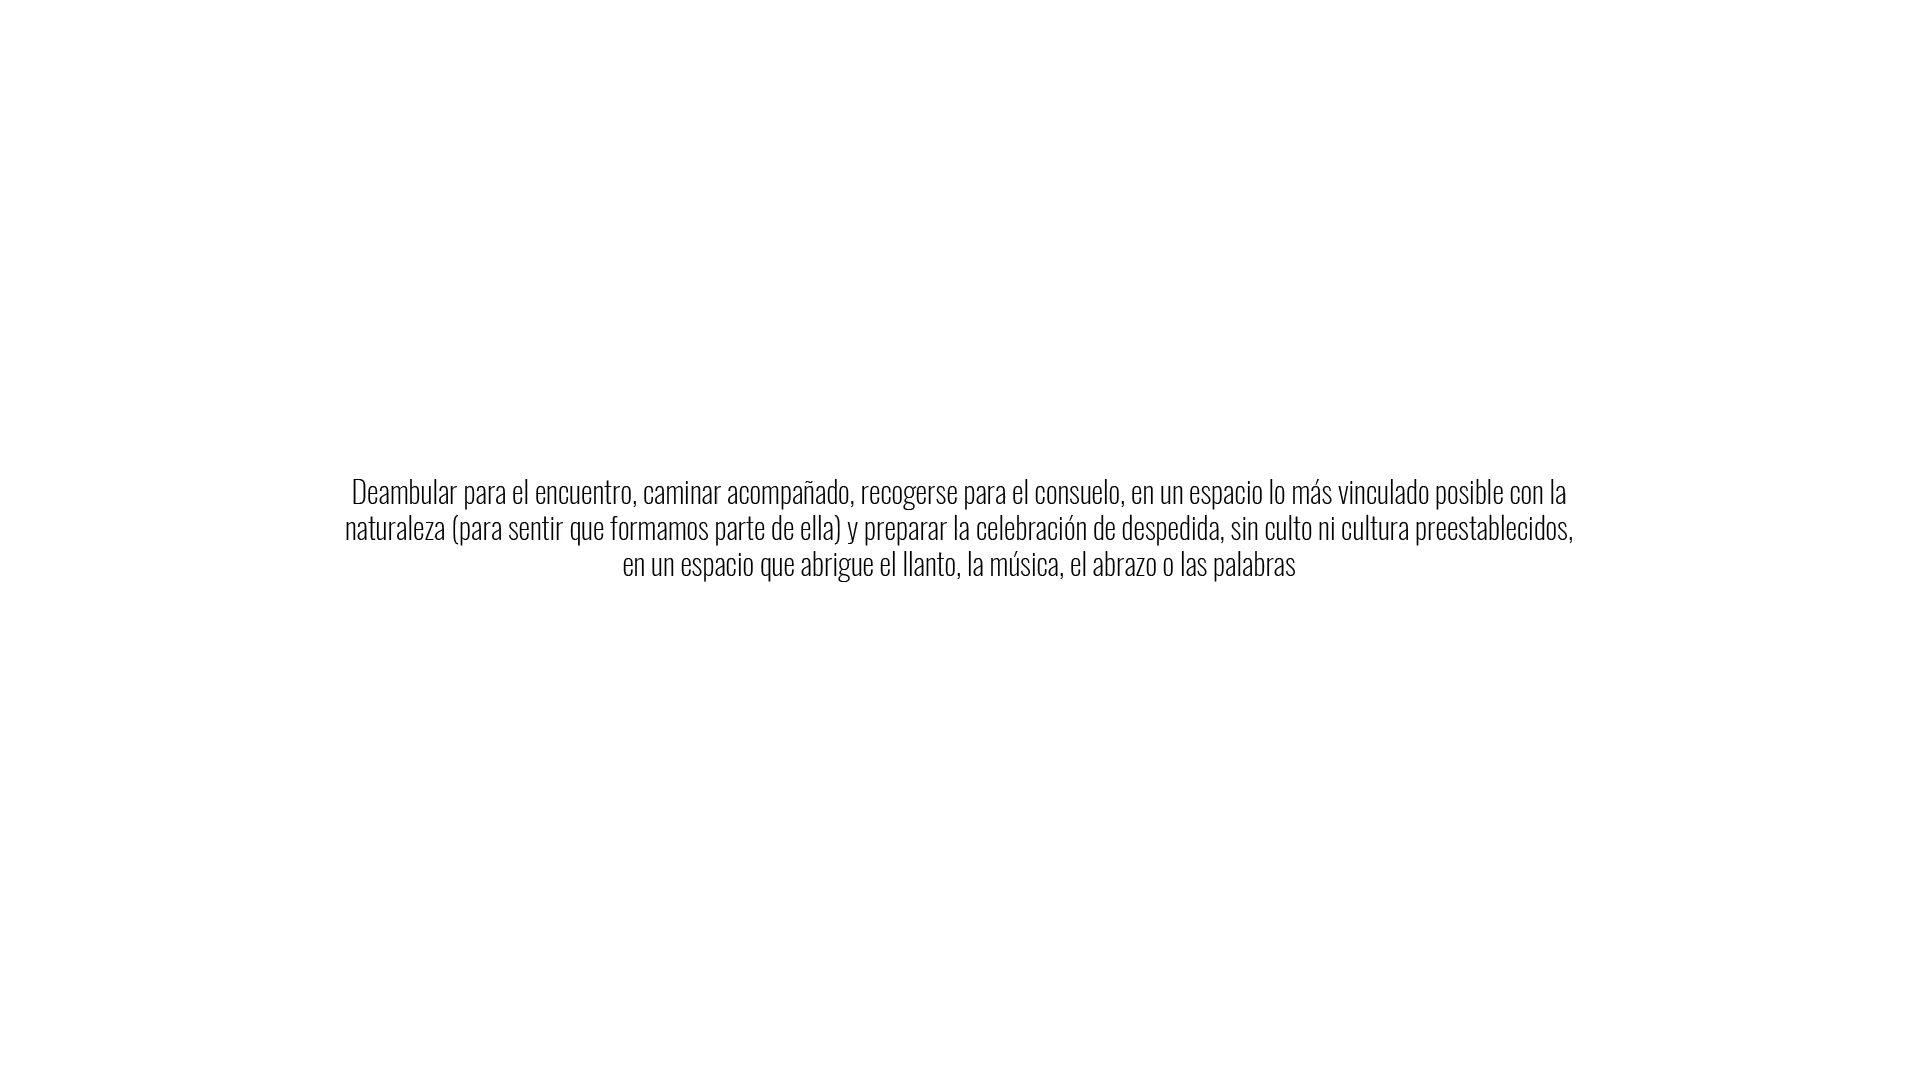 Deambular para el encuentro, caminar acompañado, recogerse para el consuelo, en un espacio lo más vinculado posible con la
naturaleza (para sentir que formamos parte de ella) y preparar la celebración de despedida, sin culto ni cultura preestablecidos,
en un espacio que abrigue el llanto, la música, el abrazo o las palabras